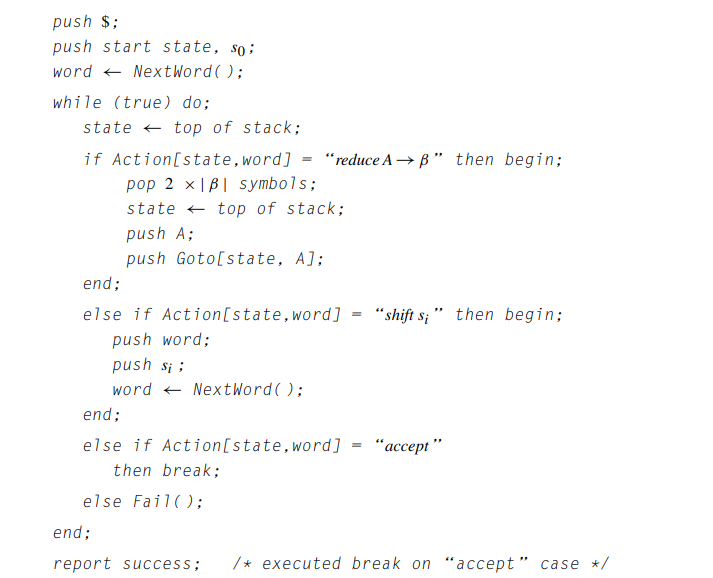 push $;
push start state, s0;
word ← NextWord( );
while (true) do;
state ← top of stack;
if Action[state,word] = “reduce A → β” then begin;
pop 2 × |β| symbols;
state ← top of stack;
push A;
push Goto[state, A];
end;
else if Action[state,word] = “shift si” then begin;
push word;
push si ;
word ← NextWord( );
end;
else if Action[state,word] = “accept”
then break;
else Fail( );
end;
report success; /* executed break on “accept” case */